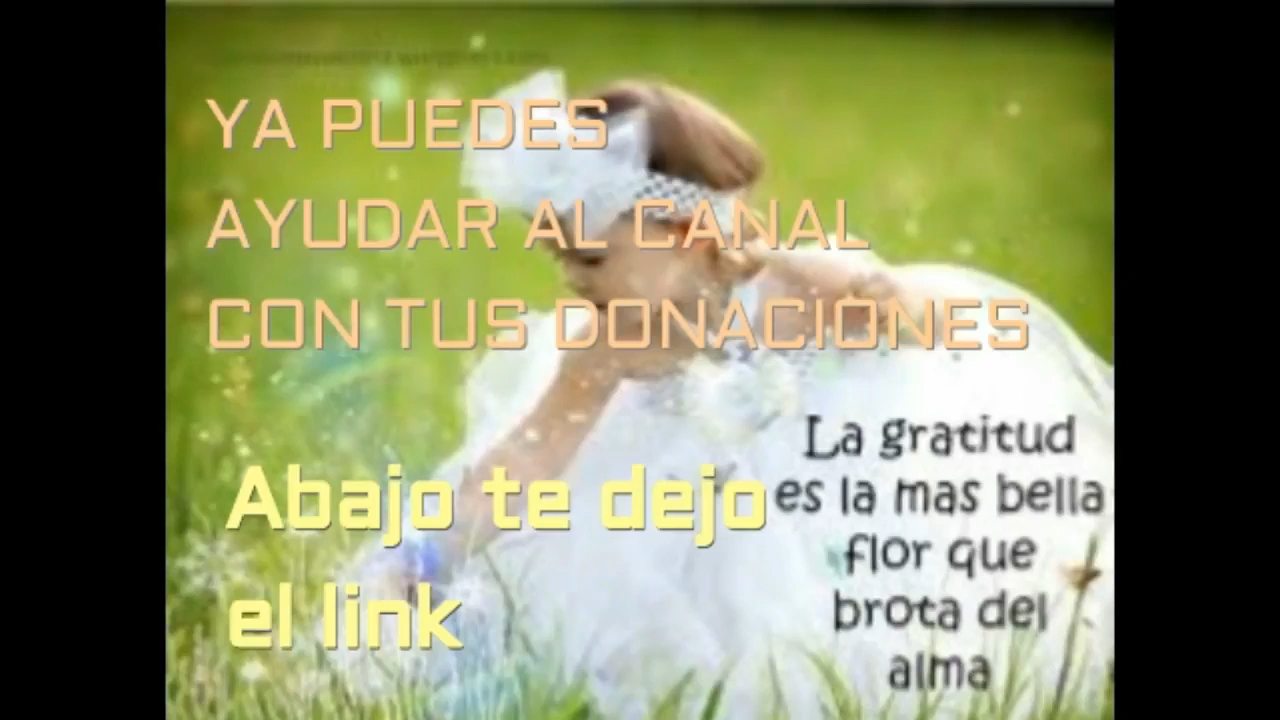 YA PUEDES
AYUDAR AL CANAL
CON TUS DONACIONES
Abajo te dejo
el link
La gratitud
es la mas bella
flor que
brota del
alma